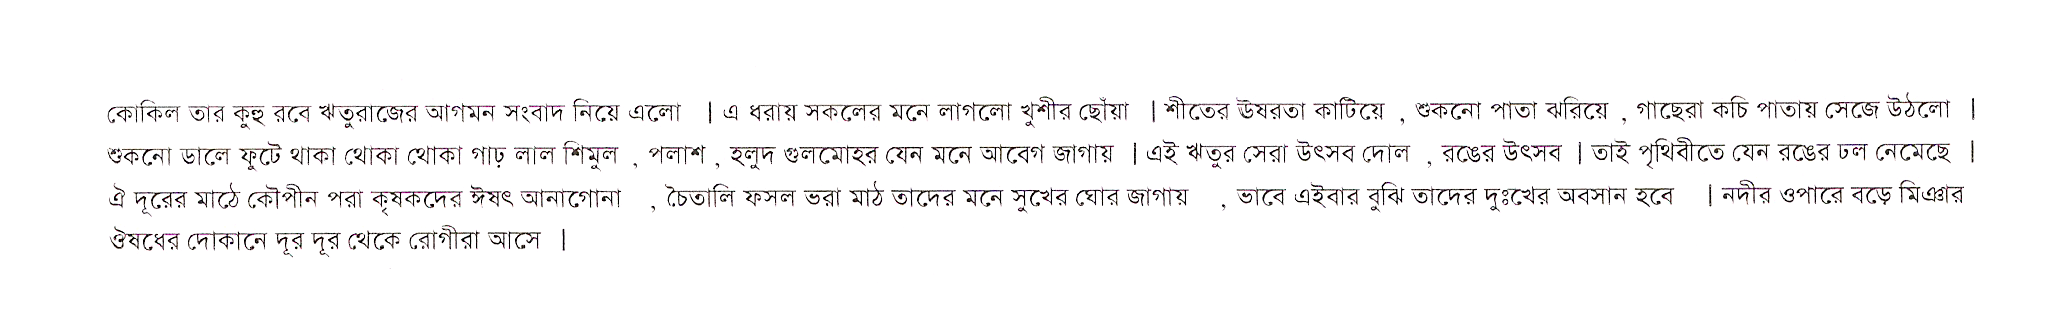 কোকিল তার কুহু রবে ঋতুরাজের আগমন সংবাদ নিয়ে এলো । এ ধরায় সকলের মনে লাগলো খুশীর ছোঁয়া । শীতের ঊষরতা কাটিয়ে , শুকনো পাতা ঝরিয়ে , গাছেরা কচি পাতায় সেজে উঠলো ।
শুকনো ডালে ফুটে থাকা থোকা থোকা গাঢ় লাল শিমুল , পলাশ , হলুদ গুলমোহর যেন মনে আবেগ জাগায় । এই ঋতুর সেরা উৎসব দোল , রঙের উৎসব । তাই পৃথিবীতে যেন রঙের ঢল নেমেছে ।
ঐ দূরের মাঠে কৌপীন পরা কৃষকদের ঈষৎ আনাগোনা , চৈতালি ফসল ভরা মাঠ তাদের মনে সুখের ঘোর জাগায় , ভাবে এইবার বুঝি তাদের দুঃখের অবসান হবে । নদীর ওপারে বড়ে মিঞার
ঔষধের দোকানে দূর দূর থেকে রোগীরা আসে ।